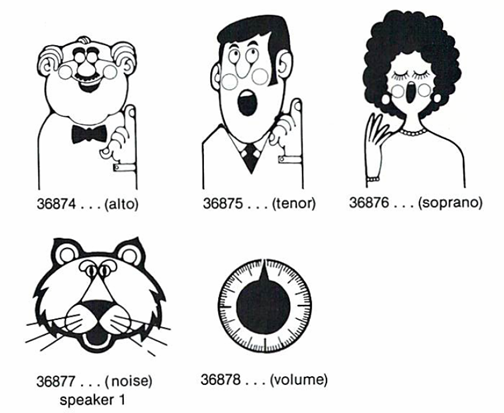 36874 . . . (alto)
36875 . . . (tenor)
36876 . . . (soprano)
36877 . . . (noise)
speaker 1
36878 . . . (volume)